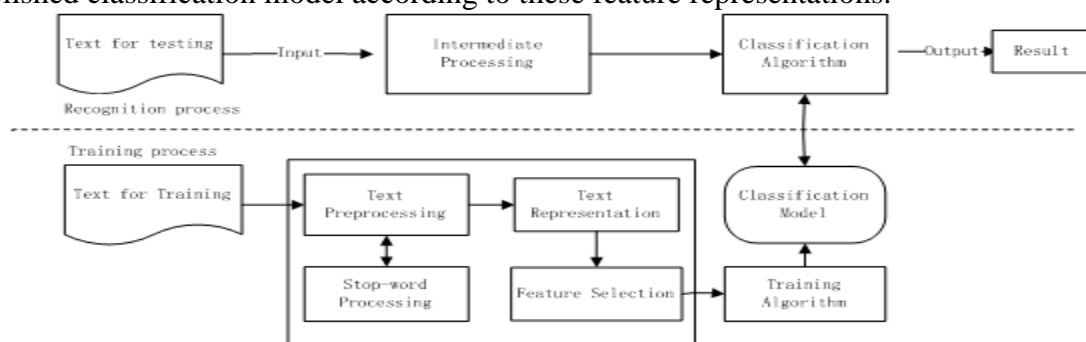 classification model according to these feature representations.
Text for testing
Input
Intermediate
Processing
Classification
Algorithm
Output
Result
Recognition process
Training process
Text for Training
Text
Preprocessing
Text
Representation
Classification
Model
Stop-word
Processing
Feature Selection
Training
Algorithm